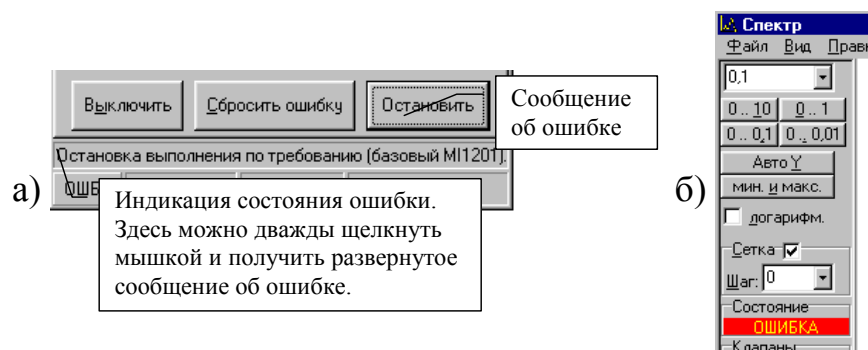 а)
Выключить
Сбросить ошибку
Остановить
Сообщение
об ошибке
Остановка выполнения по требованию (базовый MI1201).
ОШ
Индикация состояния ошибки.
Здесь можно дважды щелкнуть
мышкой и получить развернутое
сообщение об ошибке.
б)
Спектр
Файл Вид
0,1
0 .. 10 0 .. 1
0 .. 0,1 0 .. 0,01
Авто Y
мин. и макс.
логарифм.
Сетка
Шаг: 0
Состояние
ОШИБКА
Клапаны